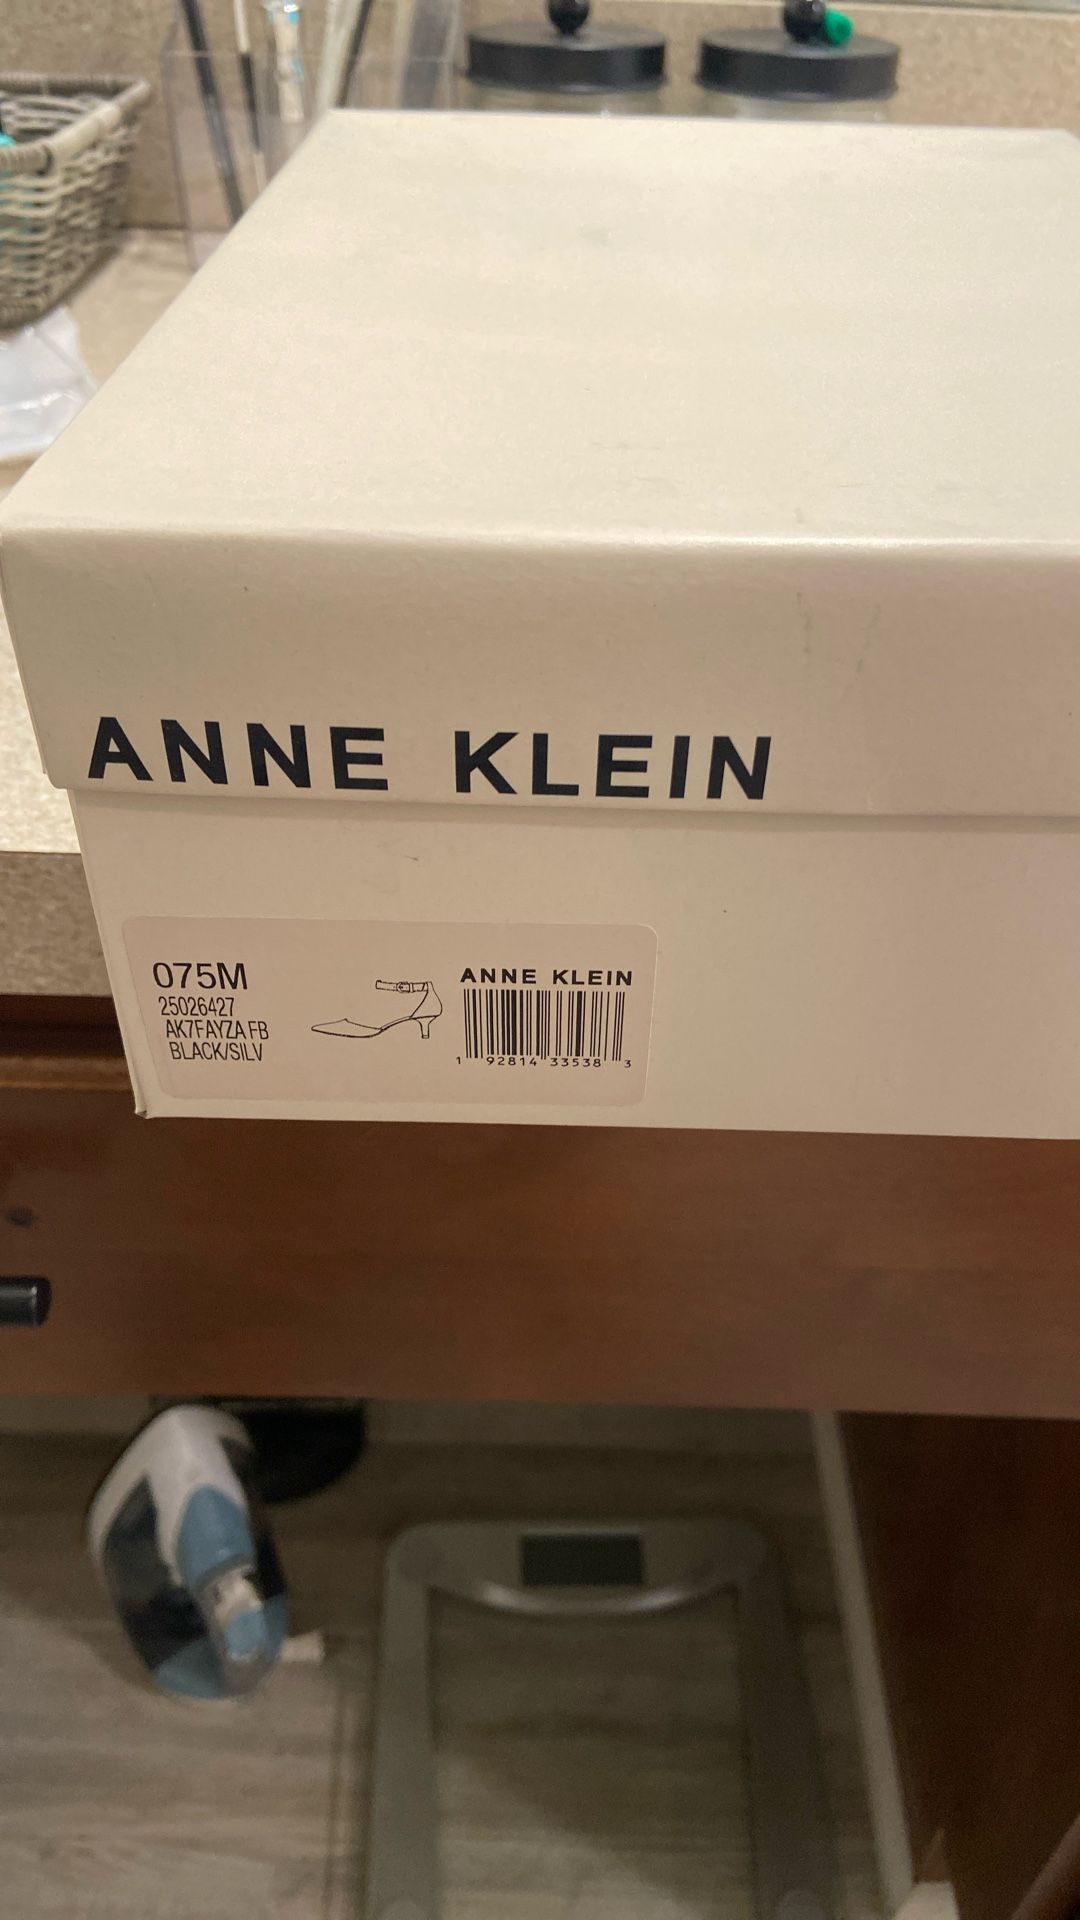 ANNE KLEIN
075M
25026427
AK7FAYZA FB
BLACK/SILV
ANNE KLEIN
1 92814 33538 3